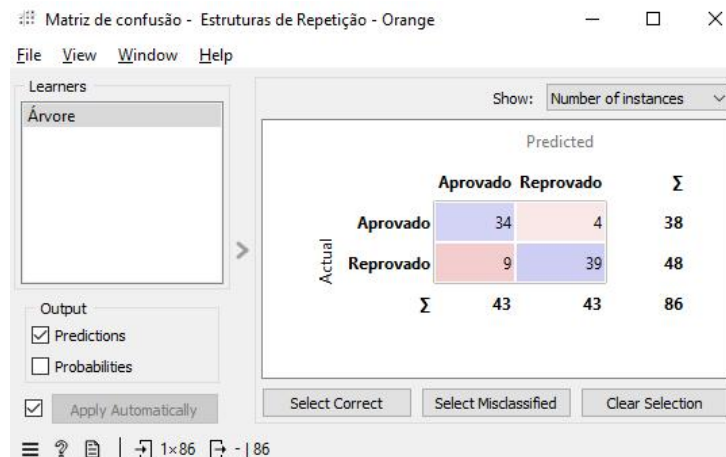 Matriz de confusão - Estruturas de Repetição - Orange
File View Window Help
Learners
Árvore
Show: Number of instances
Predicted
Aprovado Reprovado Σ
Actual
Aprovado 34 4 38
Reprovado 9 39 48
Σ 43 43 86
Output
Predictions
Probabilities
Apply Automatically
Select Correct Select Misclassified Clear Selection
1×86 - | 86